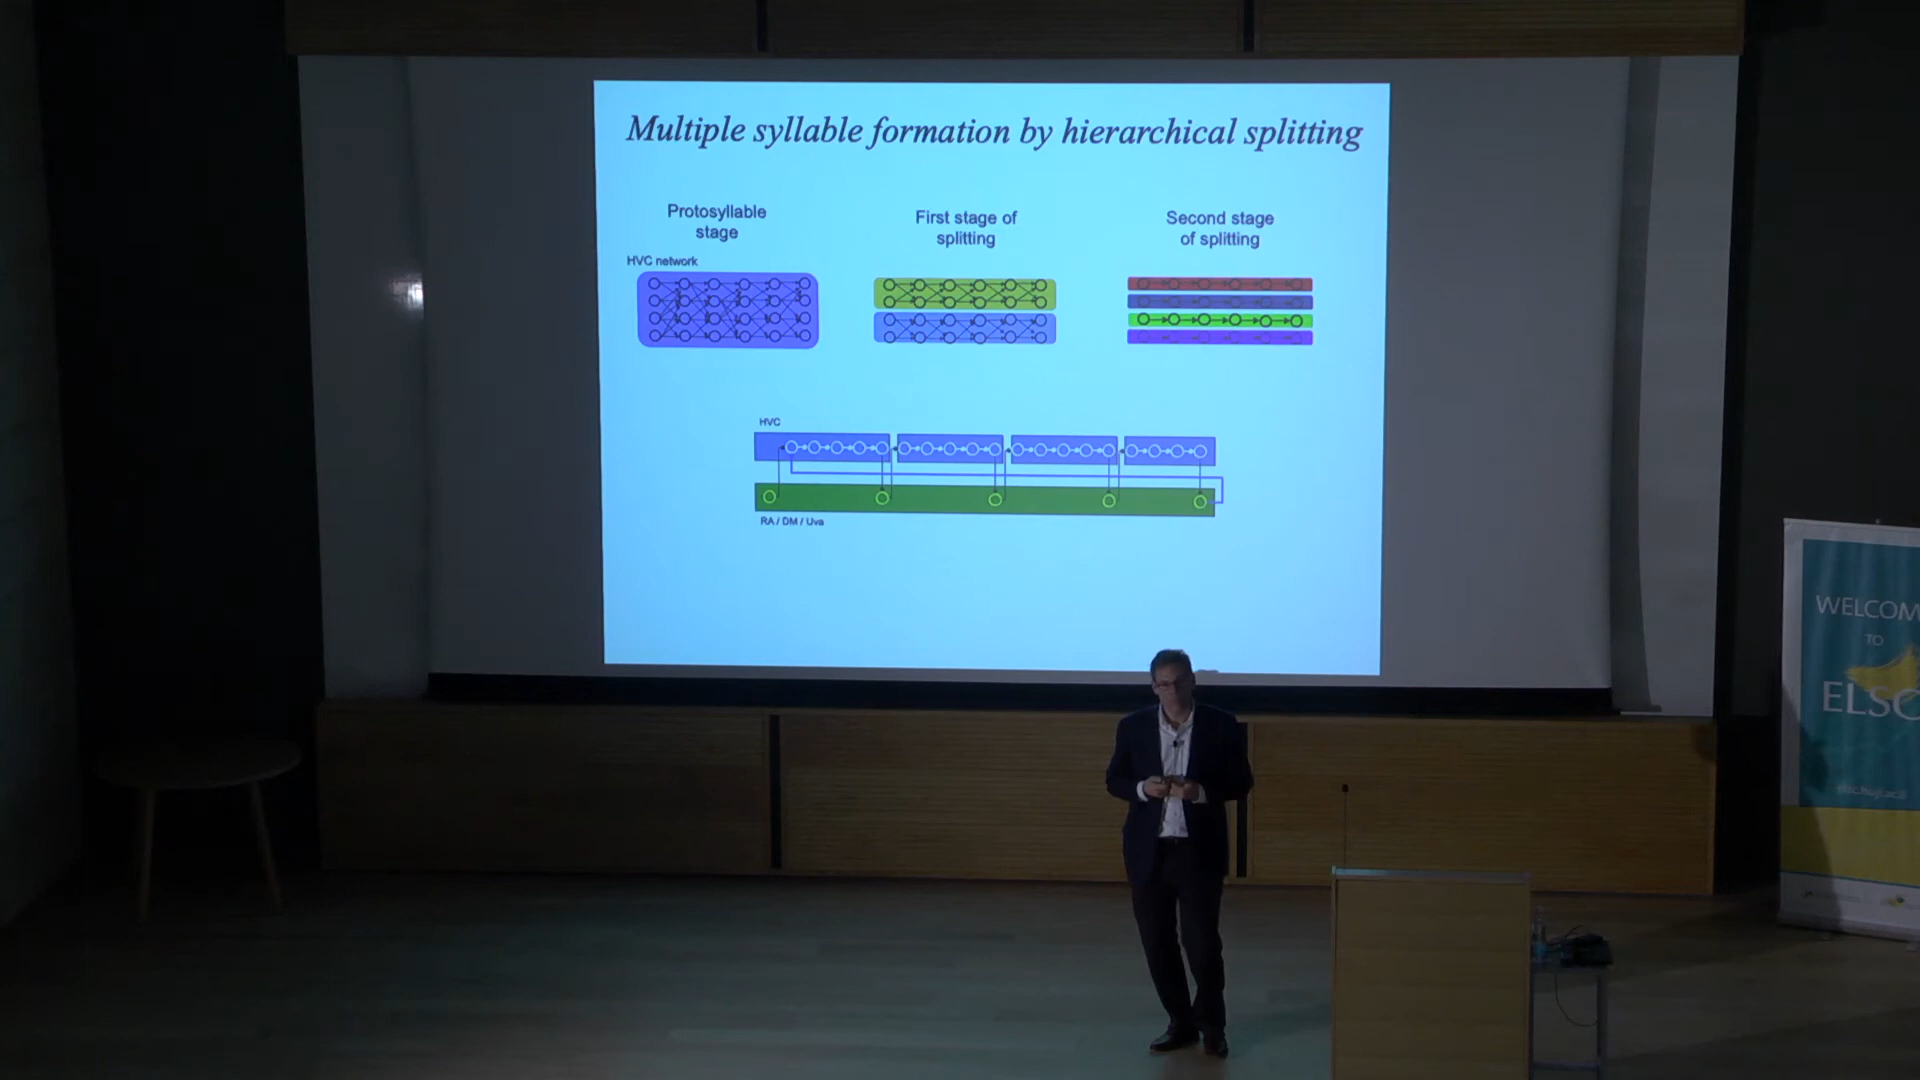 Multiple syllable formation by hierarchical splitting
Protosyllable
stage
First stage of
splitting
Second stage
of splitting
HVC network
HVC
RA / DM / Uva
WELCOM
TO
ELSC